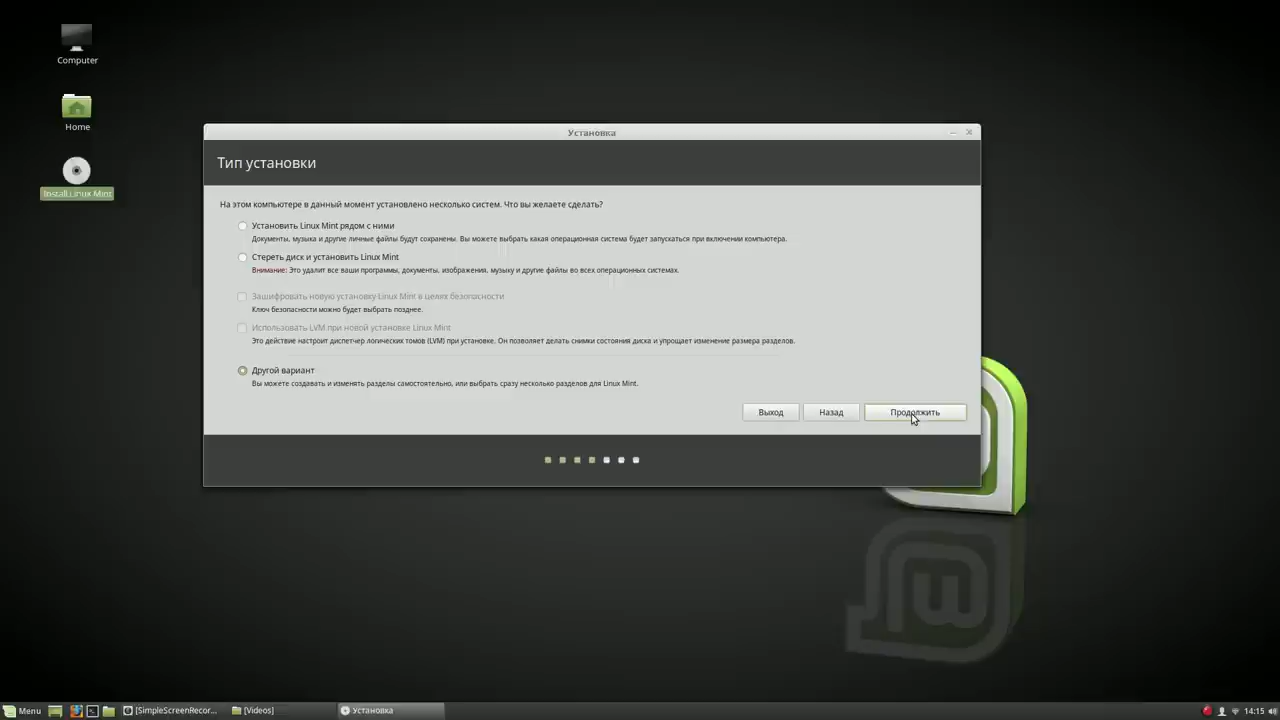 Computer
Home
Install Linux Mint
Установка
Тип установки
На этом компьютере в данный момент установлено несколько систем. Что вы желаете сделать?
Установить Linux Mint рядом с ними
Документы, музыка и другие личные файлы будут сохранены. Вы можете выбрать какая операционная система будет запускаться при включении компьютера.
Стереть диск и установить Linux Mint
Внимание: Это удалит все ваши программы, документы, изображения, музыку и другие файлы во всех операционных системах.
Зашифровать новую установку Linux Mint в целях безопасности
Ключ безопасности можно будет выбрать позднее.
Использовать LVM при новой установке Linux Mint
Это действие настроит диспетчер логических томов (LVM) при установке. Он позволяет делать снимки состояния диска и упрощает изменение размера разделов.
Другой вариант
Вы можете создавать и изменять разделы самостоятельно, или выбрать сразу несколько разделов для Linux Mint.
Выход
Назад
Продолжить
Menu
[SimpleScreenRecor...
[Videos]
Установка
14:15